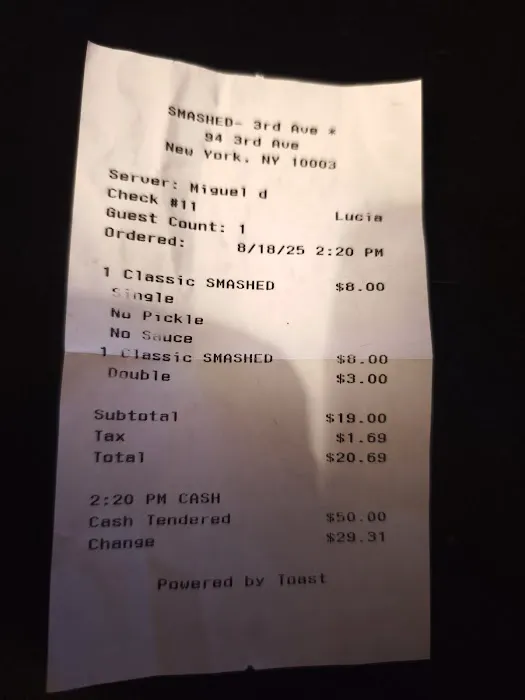 SMASHED- 3rd Ave *
94 3rd Ave
New York, NY 10003
Server: Miguel d
Check #11 Lucia
Guest Count: 1
Ordered: 8/18/25 2:20 PM
1 Classic SMASHED $8.00
Single
No Pickle
No Sauce
1 Classic SMASHED $8.00
Double $3.00
Subtotal $19.00
Tax $1.69
Total $20.69
2:20 PM CASH
Cash Tendered $50.00
Change $29.31
Powered by Toast